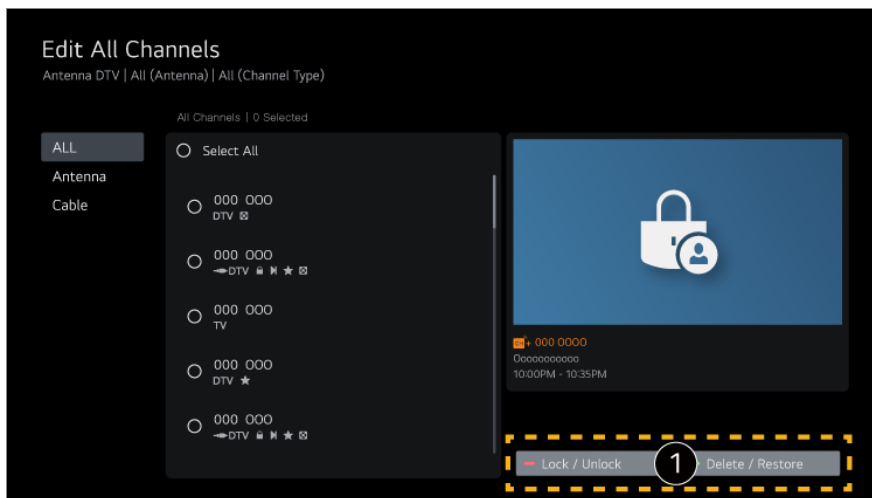 Edit All Channels
Antenna DTV | All (Antenna) | All (Channel Type)
All Channels | 0 Selected
ALL
Antenna
Cable
Select All
000 000
DTV
000 000
DTV
000 000
TV
000 000
DTV
000 000
DTV
CH + 000 0000
Ooooooooooo
10:00PM - 10:35PM
Lock / Unlock 1 Delete / Restore